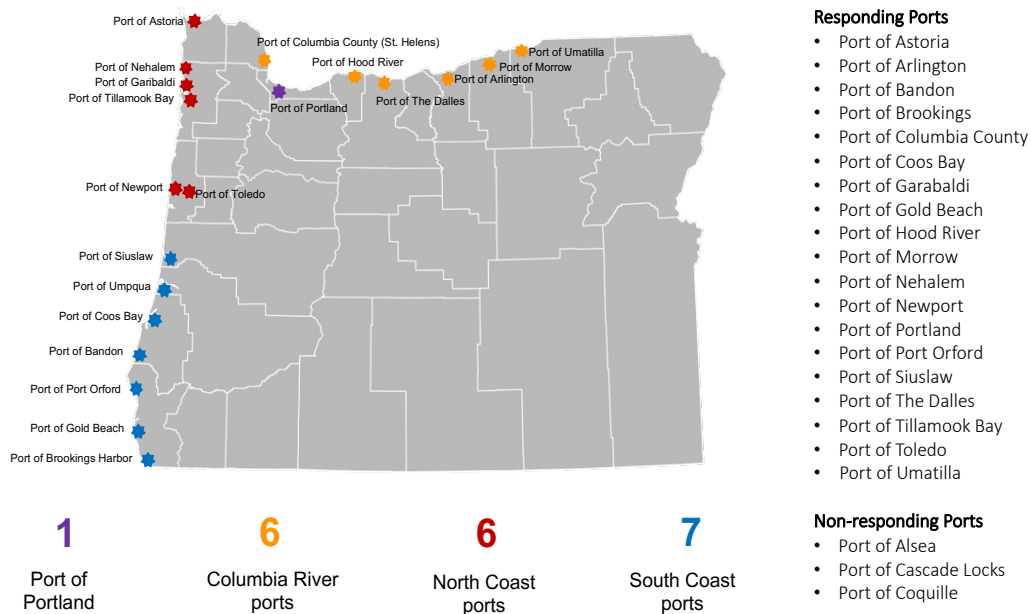 Port of Astoria
Port of Columbia County (St. Helens)
Port of Umatilla
Port of Nehalem
Port of Hood River
Port of Morrow
Port of Garibaldi
Port of Arlington
Port of Tillamook Bay
Port of The Dalles
Port of Portland
Port of Newport
Port of Toledo
Port of Siuslaw
Port of Umpqua
Port of Coos Bay
Port of Bandon
Port of Port Orford
Port of Gold Beach
Port of Brookings Harbor
1
Port of
Portland
6
Columbia River
ports
6
North Coast
ports
7
South Coast
ports
Responding Ports
• Port of Astoria
• Port of Arlington
• Port of Bandon
• Port of Brookings
• Port of Columbia County
• Port of Coos Bay
• Port of Garabaldi
• Port of Gold Beach
• Port of Hood River
• Port of Morrow
• Port of Nehalem
• Port of Newport
• Port of Portland
• Port of Port Orford
• Port of Siuslaw
• Port of The Dalles
• Port of Tillamook Bay
• Port of Toledo
• Port of Umatilla
Non-responding Ports
• Port of Alsea
• Port of Cascade Locks
• Port of Coquille